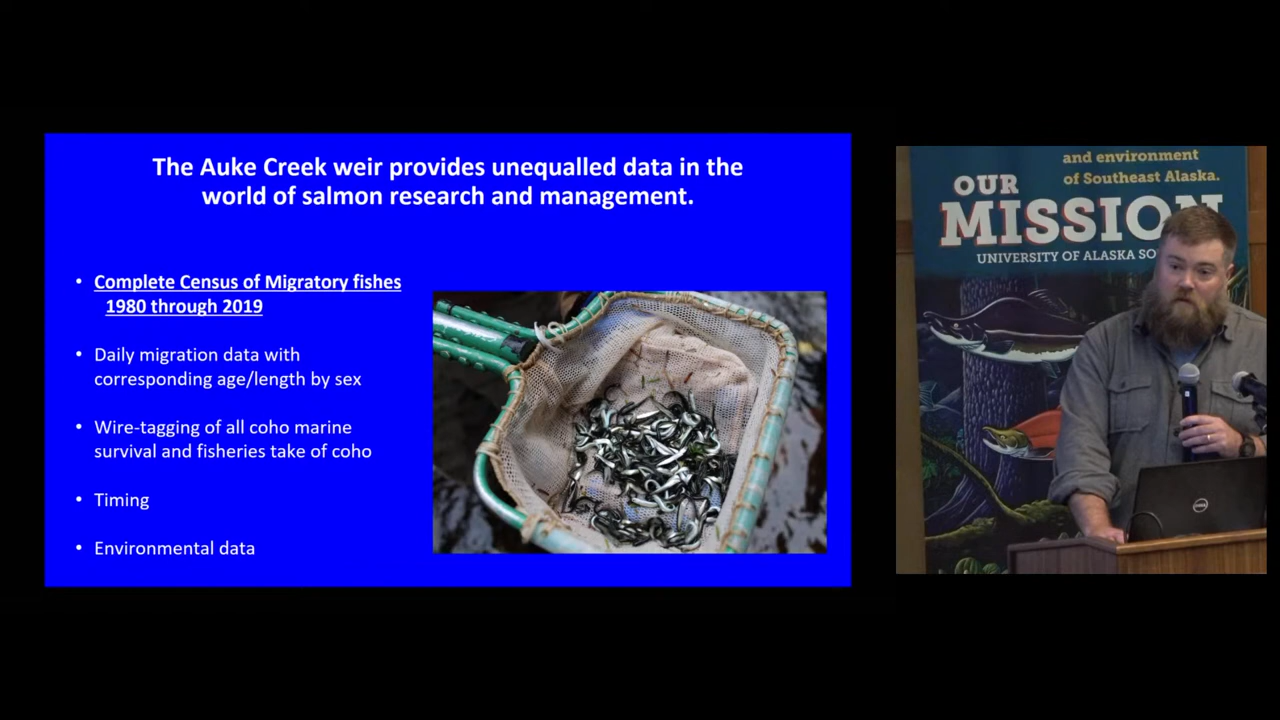 The Auke Creek weir provides unequalled data in the
world of salmon research and management.
• Complete Census of Migratory fishes
1980 through 2019
• Daily migration data with
corresponding age/length by sex
• Wire-tagging of all coho marine
survival and fisheries take of coho
• Timing
• Environmental data
and environment
of Southeast Alaska.
OUR
MISSION
UNIVERSITY OF ALASKA
DELL